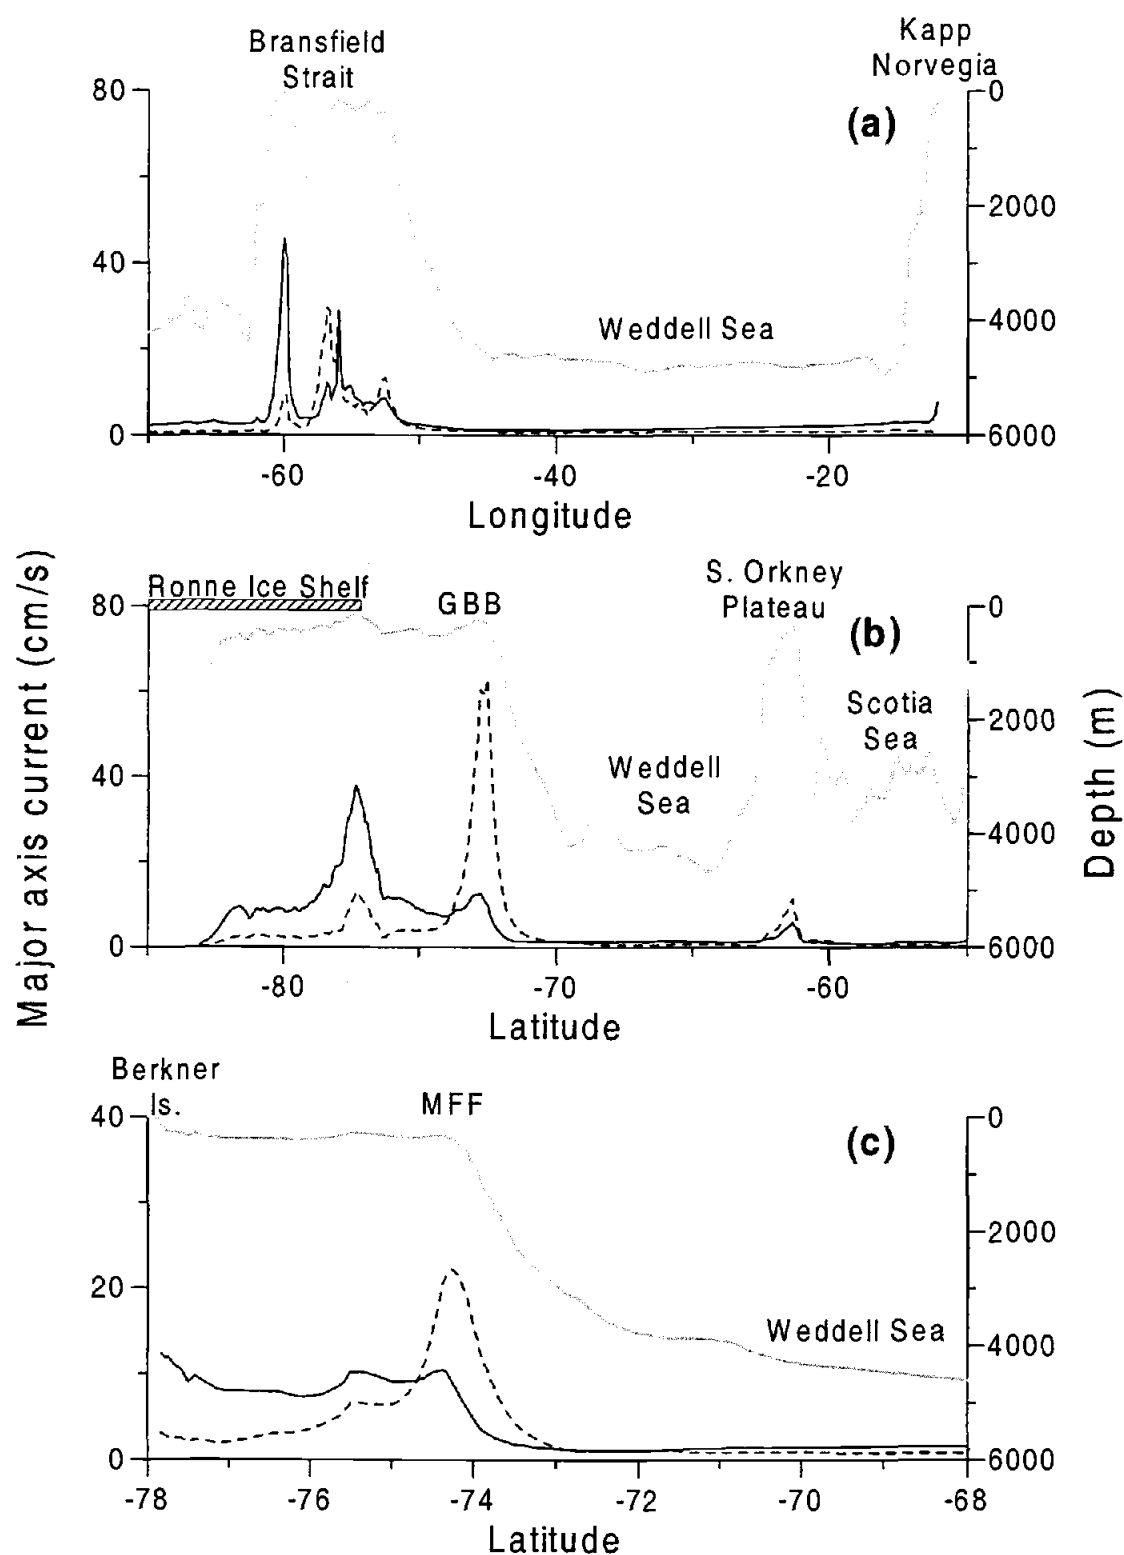 Bransfield
Strait
Kapp
Norvegia
80
0
(a)
2000
40
Weddell Sea
4000
0
6000
-60
-40
-20
Longitude
Major axis current (cm/s)
Depth (m)
Ronne Ice Shelf
GBB
S. Orkney
Plateau
80
0
(b)
Scotia
Sea
2000
Weddell
Sea
40
4000
0
6000
-80
-70
-60
Latitude
Berkner
Is.
MFF
40
0
(c)
2000
20
Weddell Sea
4000
0
6000
-78
-76
-74
-72
-70
-68
Latitude